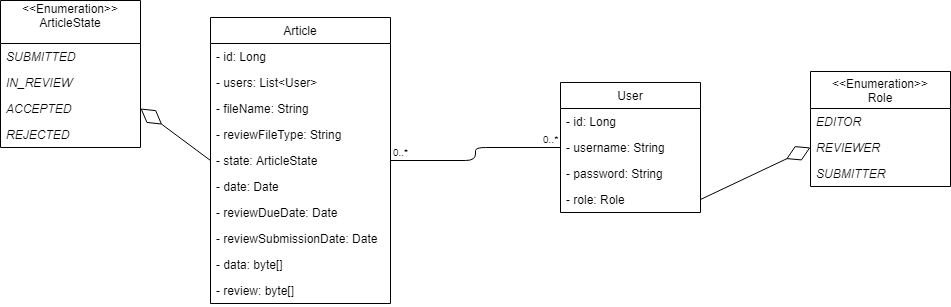 <<Enumeration>>
ArticleState
SUBMITTED
IN_REVIEW
ACCEPTED
REJECTED
Article
- id: Long
- users: List<User>
- fileName: String
- reviewFileType: String
- state: ArticleState
- date: Date
- reviewDueDate: Date
- reviewSubmissionDate: Date
- data: byte[]
- review: byte[]
0..*
0..*
User
- id: Long
- username: String
- password: String
- role: Role
<<Enumeration>>
Role
EDITOR
REVIEWER
SUBMITTER